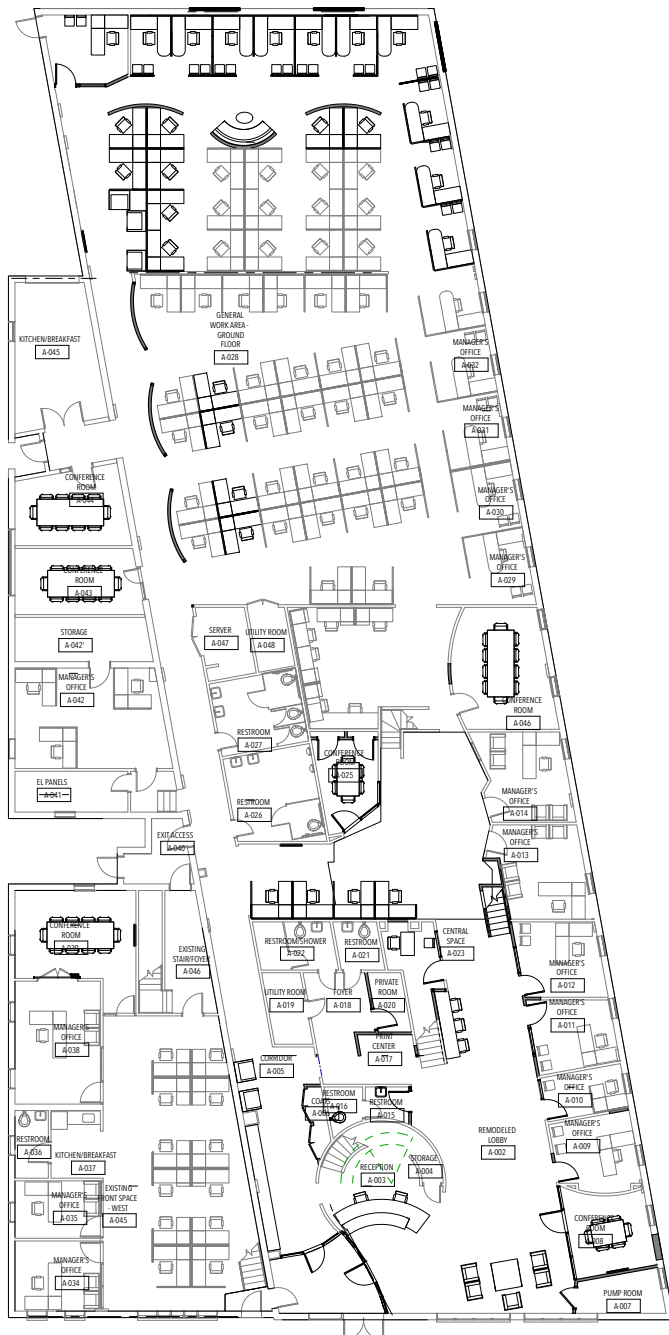 GENERAL
WORK AREA -
GROUND
FLOOR
A-028
KITCHEN/BREAKFAST
A-045
MANAGER'S
OFFICE
A-032
MANAGER'S
OFFICE
A-031
CONFERENCE
ROOM
A-044
MANAGER'S
OFFICE
A-030
MANAGER'S
OFFICE
A-029
CONFERENCE
ROOM
A-043
STORAGE
A-042'
SERVER
A-047
UTILITY ROOM
A-048
MANAGER'S
OFFICE
A-042
CONFERENCE
ROOM
A-046
RESTROOM
A-027
CONFERENCE
ROOM
A-025
EL PANELS
A-041
RESTROOM
A-026
MANAGER'S
OFFICE
A-014
EXIT ACCESS
A-040
MANAGER'S
OFFICE
A-013
CONFERENCE
ROOM
A-039
EXISTING
STAIR/FOYER
A-046
RESTROOM/SHOWER
A-022
RESTROOM
A-021
CENTRAL
SPACE
A-023
MANAGER'S
OFFICE
A-012
UTILITY ROOM
A-019
FOYER
A-018
PRIVATE
ROOM
A-020
MANAGER'S
OFFICE
A-011
MANAGER'S
OFFICE
A-038
PRINT
CENTER
A-017
CORRIDOR
A-005
MANAGER'S
OFFICE
A-010
COATS
RESTROOM
A-016
RESTROOM
A-015
REMODELED
LOBBY
A-002
MANAGER'S
OFFICE
A-009
RESTROOM
A-036
KITCHEN/BREAKFAST
A-037
RECEPTION
A-003
STORAGE
A-004
MANAGER'S
OFFICE
A-035
EXISTING
FRONT SPACE
- WEST
A-045
CONFERENCE
ROOM
A-008
MANAGER'S
OFFICE
A-034
PUMP ROOM
A-007